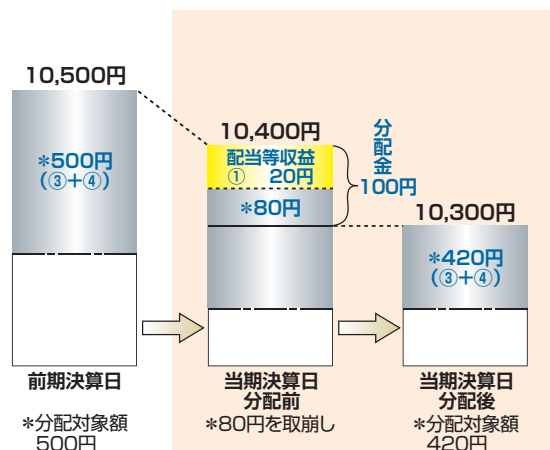 10,500円
*500円
(③+④)
前期決算日
*分配対象額
500円
10,400円
配当等収益
① 20円
*80円
分配金
100円
当期決算日
分配前
*80円を取崩し
10,300円
*420円
(③+④)
当期決算日
分配後
*分配対象額
420円